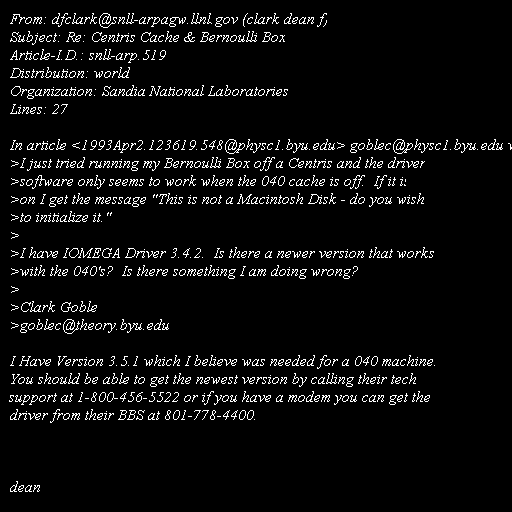 From: dfclark@snll-arpagw.llnl.gov (clark dean f)
Subject: Re: Centris Cache & Bernoulli Box
Article-I.D.: snll-arp.519
Distribution: world
Organization: Sandia National Laboratories
Lines: 27

In article <1993Apr2.123619.548@physc1.byu.edu> goblec@physc1.byu.edu
>I just tried running my Bernoulli Box off a Centris and the driver
>software only seems to work when the 040 cache is off.  If it i
>on I get the message "This is not a Macintosh Disk - do you wish
>to initialize it."
>
>I have IOMEGA Driver 3.4.2.  Is there a newer version that works
>with the 040's?  Is there something I am doing wrong?
>
>Clark Goble
>goblec@theory.byu.edu

I Have Version 3.5.1 which I believe was needed for a 040 machine.
You should be able to get the newest version by calling their tech
support at 1-800-456-5522 or if you have a modem you can get the
driver from their BBS at 801-778-4400.

dean